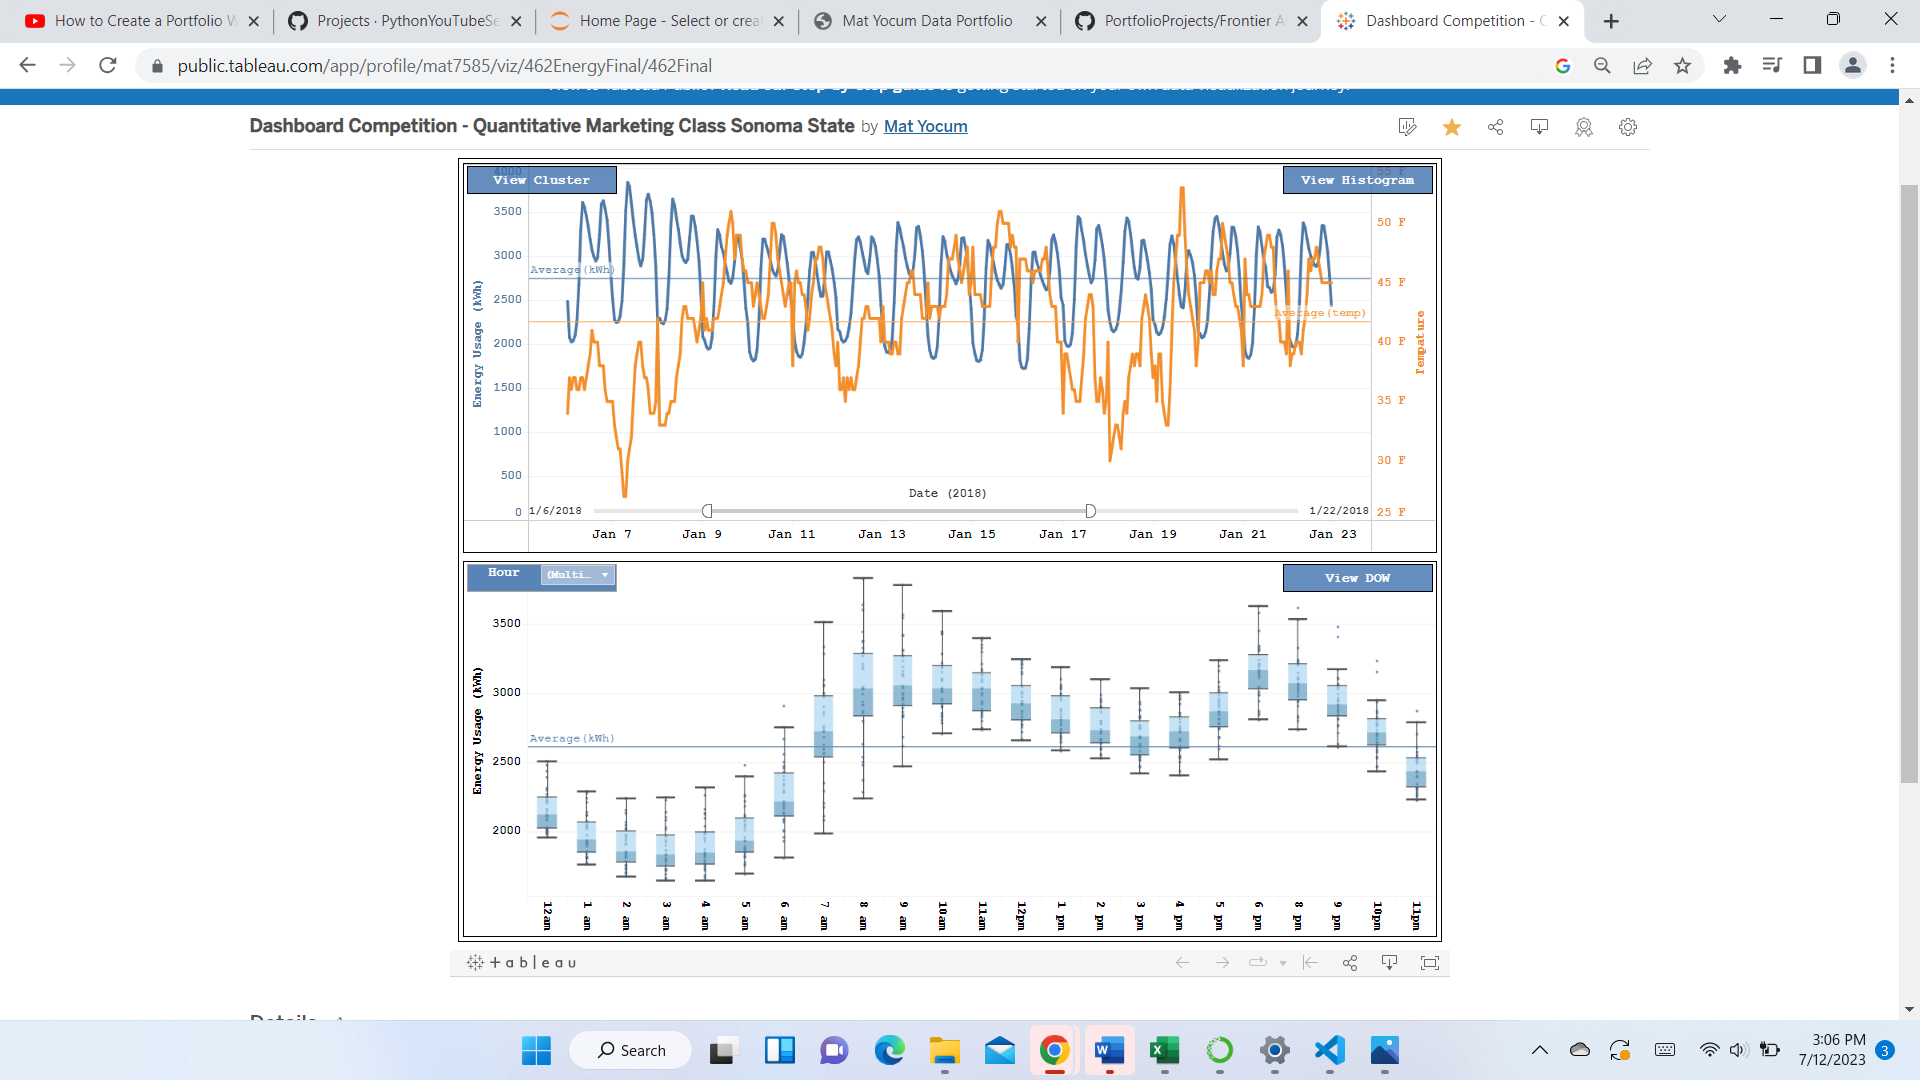 How to Create a Portfolio W
Projects · PythonYouTubeSe
Home Page - Select or crea
Mat Yocum Data Portfolio
PortfolioProjects/Frontier A
Dashboard Competition - C
public.tableau.com/app/profile/mat7585/viz/462EnergyFinal/462Final
Dashboard Competition - Quantitative Marketing Class Sonoma State by Mat Yocum
View Cluster
View Histogram
4000
3500
3000
2500
2000
1500
1000
500
0
Energy Usage (kWh)
Average(kWh)
Average(temp)
55 F
50 F
45 F
40 F
35 F
30 F
25 F
Tempature
Date (2018)
1/6/2018
1/22/2018
Jan 7 Jan 9 Jan 11 Jan 13 Jan 15 Jan 17 Jan 19 Jan 21 Jan 23
Hour
(Multi...
View DOW
3500
3000
2500
2000
Energy Usage (kWh)
Average(kWh)
12am 1 am 2 am 3 am 4 am 5 am 6 am 7 am 8 am 9 am 10am 11am 12pm 1 pm 2 pm 3 pm 4 pm 5 pm 6 pm 8 pm 9 pm 10pm 11pm
+ableau
Search
3:06 PM
7/12/2023
3